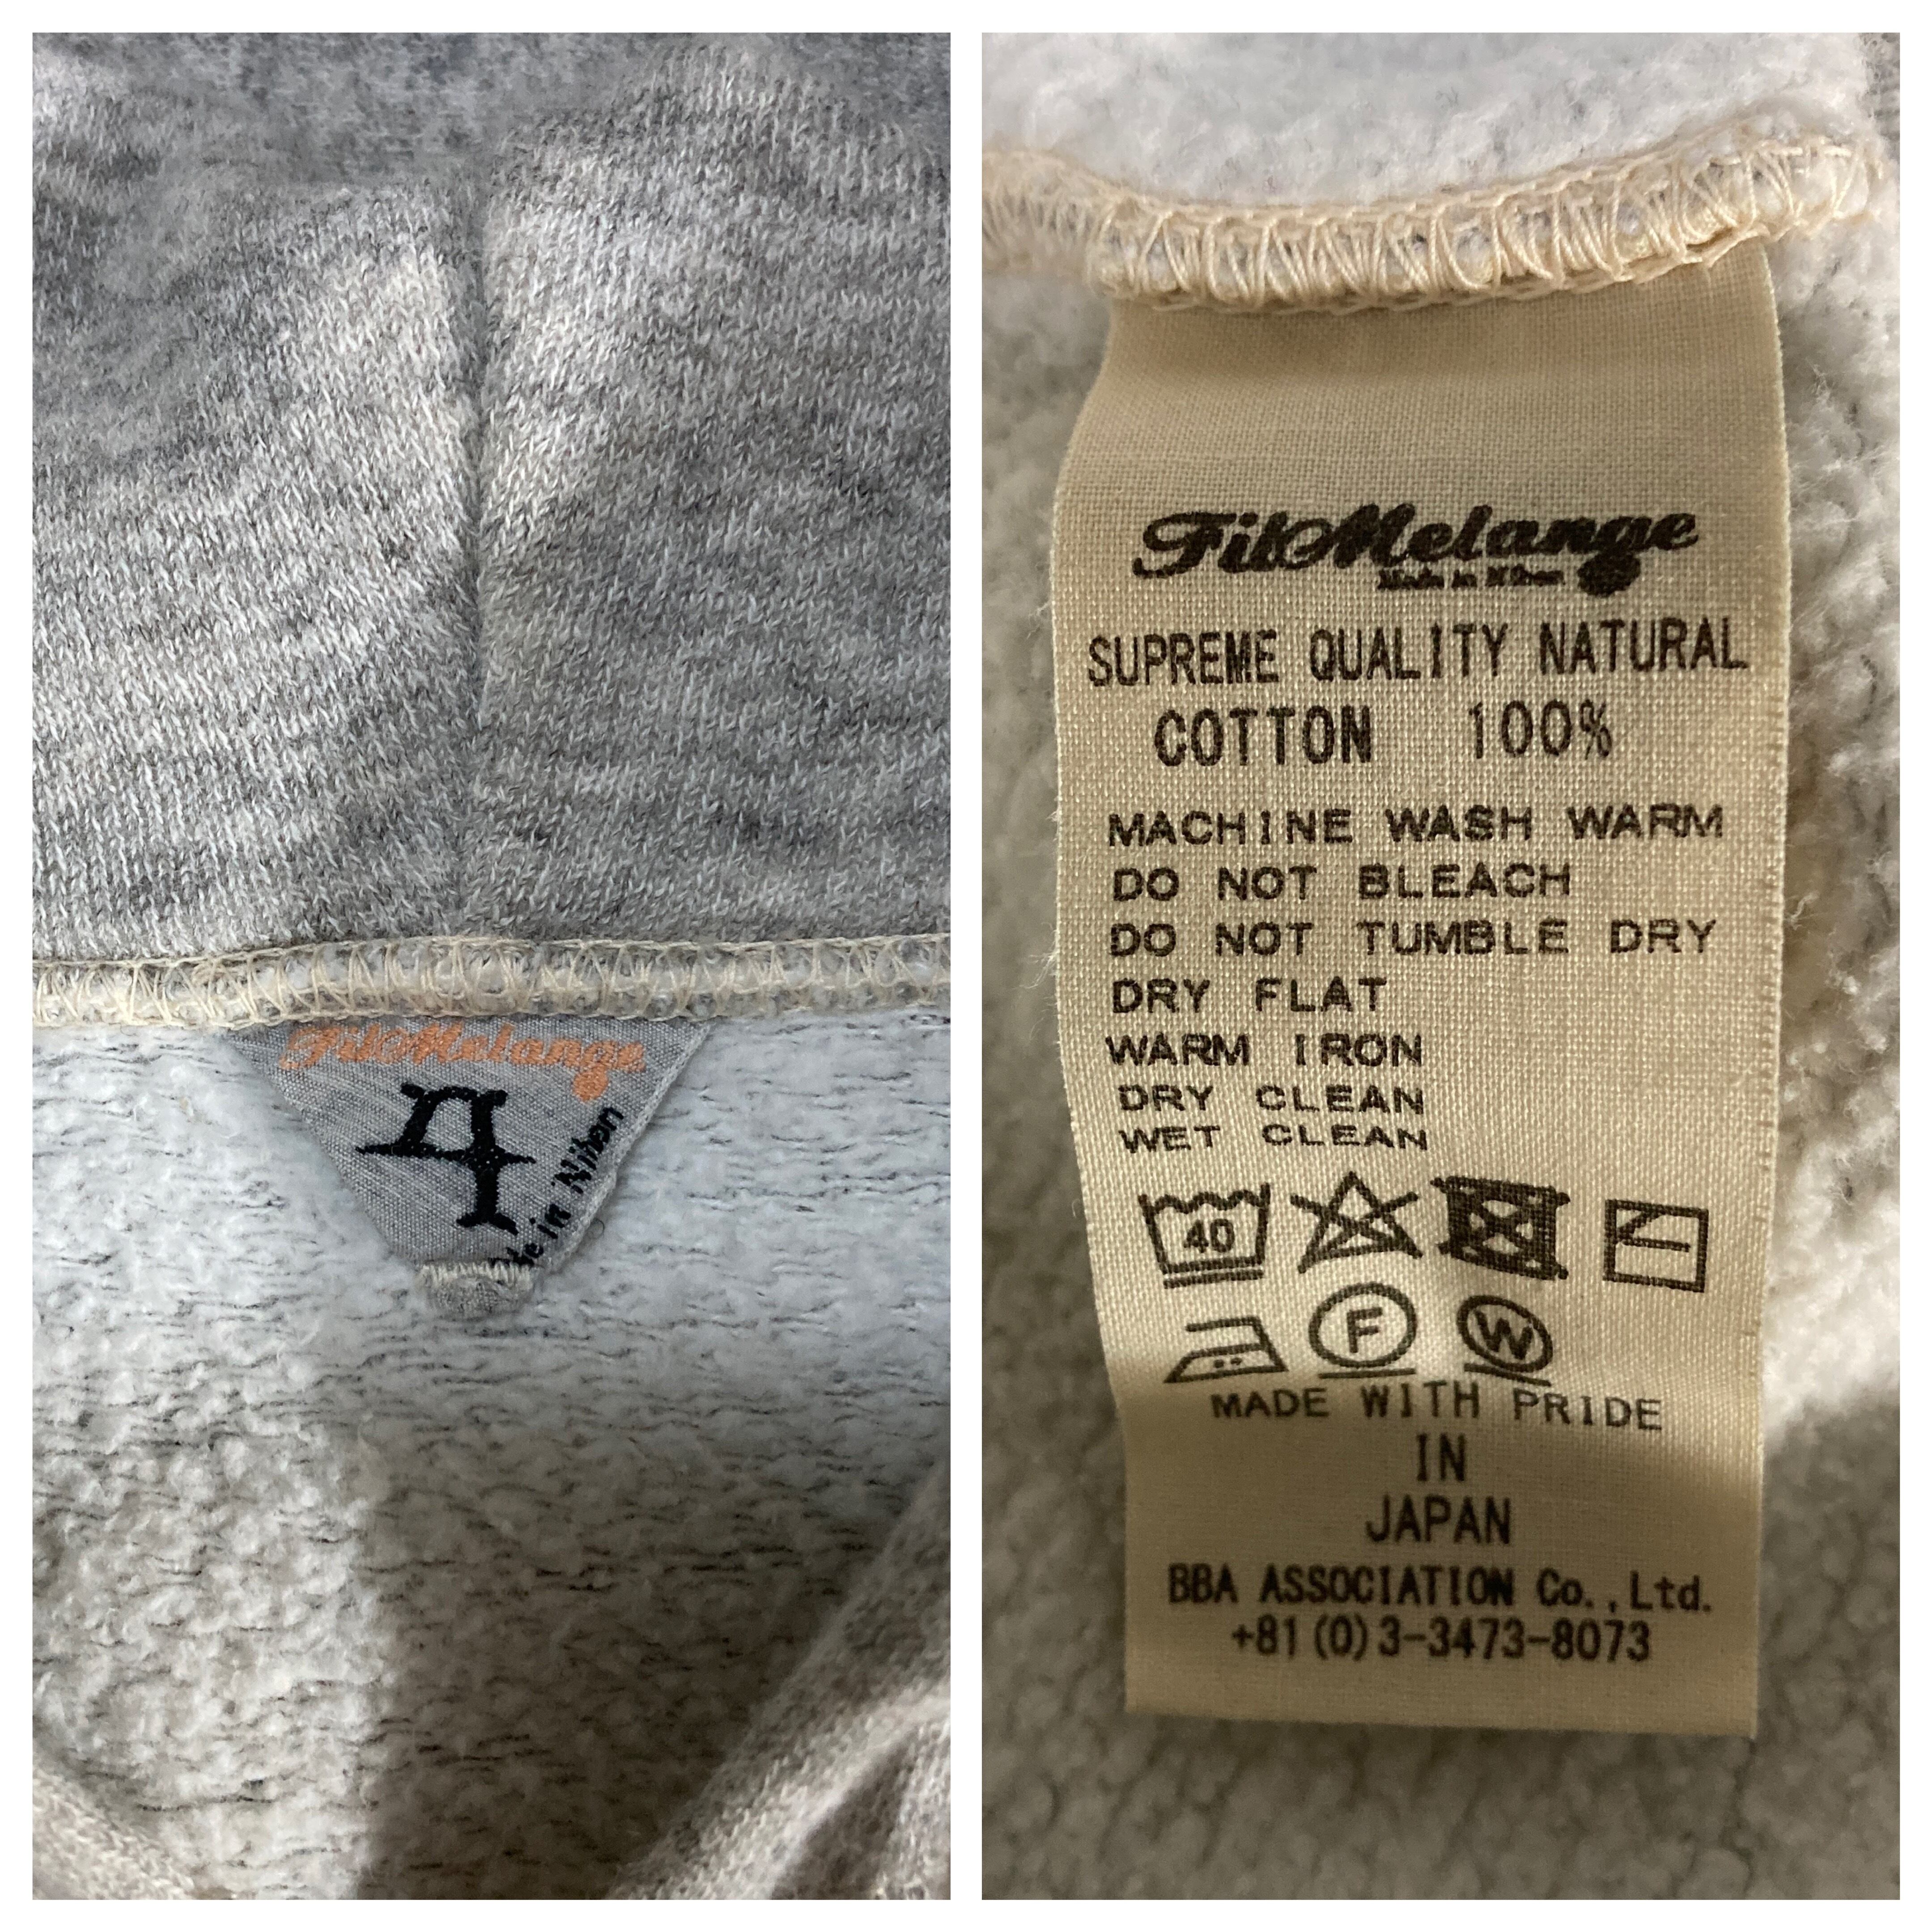 FilMelange
4
Made in Nihon
FilMelange
Made in Nihon
SUPREME QUALITY NATURAL
COTTON 100%
MACHINE WASH WARM
DO NOT BLEACH
DO NOT TUMBLE DRY
DRY FLAT
WARM IRON
DRY CLEAN
WET CLEAN
40
F W
MADE WITH PRIDE
IN
JAPAN
BBA ASSOCIATION Co.,Ltd.
+81(0)3-3473-8073